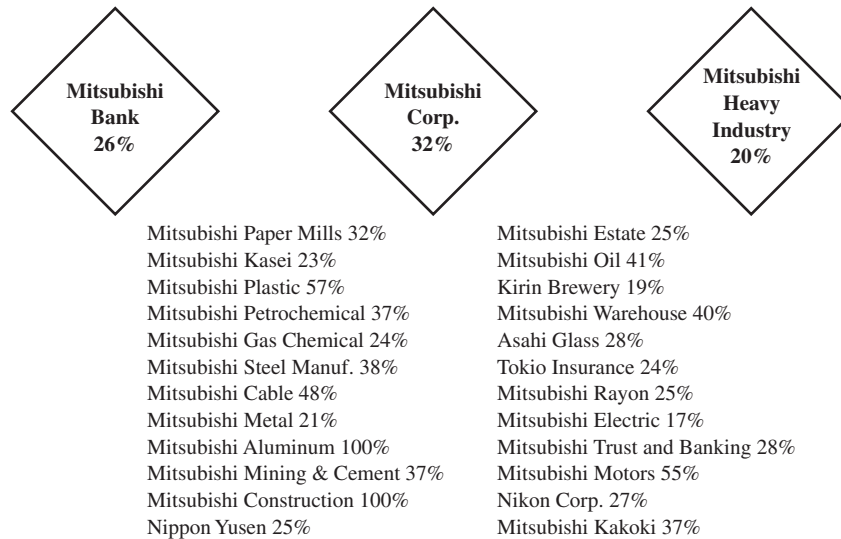 Mitsubishi
Bank
26%
Mitsubishi
Corp.
32%
Mitsubishi
Heavy
Industry
20%
Mitsubishi Paper Mills 32%
Mitsubishi Kasei 23%
Mitsubishi Plastic 57%
Mitsubishi Petrochemical 37%
Mitsubishi Gas Chemical 24%
Mitsubishi Steel Manuf. 38%
Mitsubishi Cable 48%
Mitsubishi Metal 21%
Mitsubishi Aluminum 100%
Mitsubishi Mining & Cement 37%
Mitsubishi Construction 100%
Nippon Yusen 25%
Mitsubishi Estate 25%
Mitsubishi Oil 41%
Kirin Brewery 19%
Mitsubishi Warehouse 40%
Asahi Glass 28%
Tokio Insurance 24%
Mitsubishi Rayon 25%
Mitsubishi Electric 17%
Mitsubishi Trust and Banking 28%
Mitsubishi Motors 55%
Nikon Corp. 27%
Mitsubishi Kakoki 37%